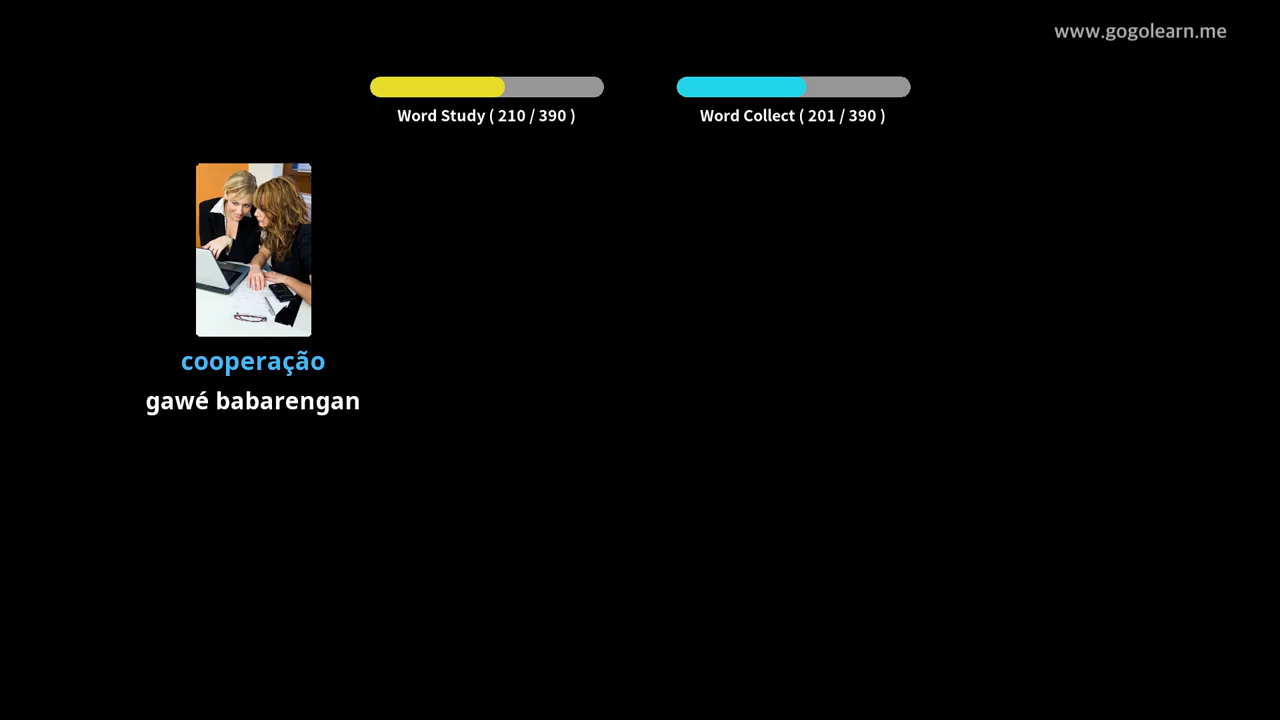 www.gogolearn.me
Word Study ( 210 / 390 )
Word Collect ( 201 / 390 )
cooperação
gawé babarengan